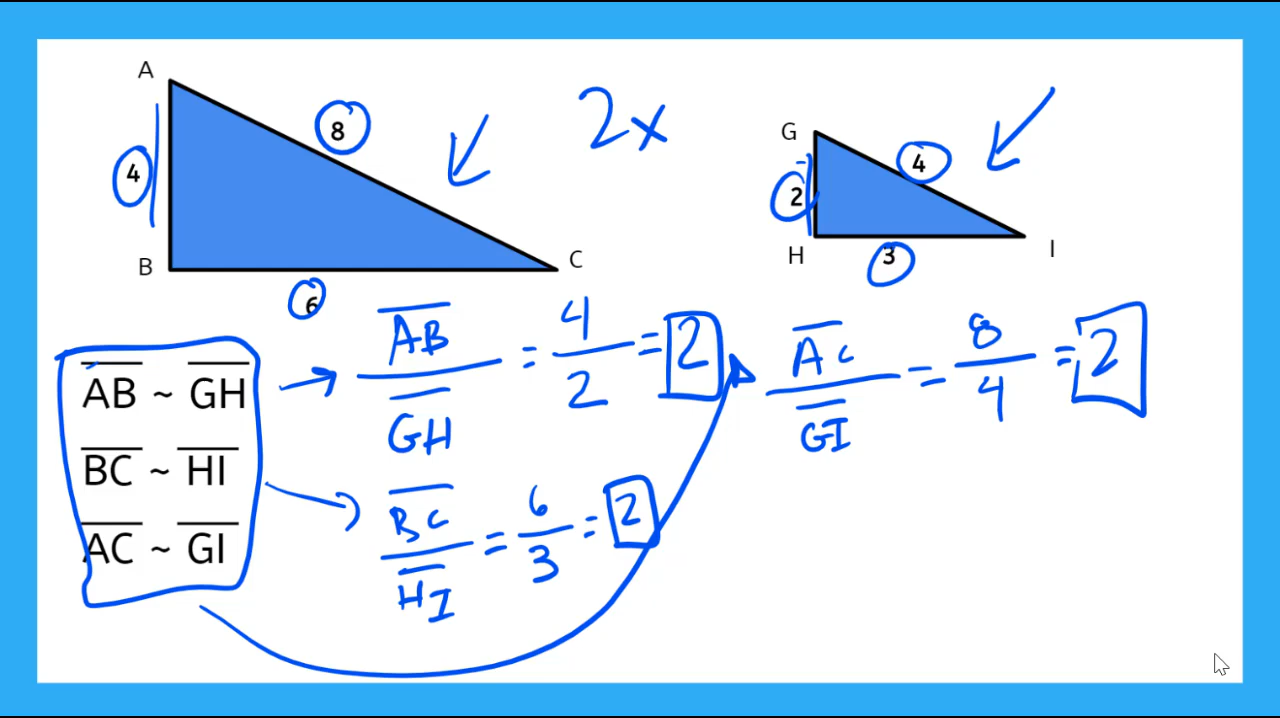 A
8
4
B
6
C
2x
G
4
2
H
3
I
AB ~ GH
BC ~ HI
AC ~ GI
AB/GH = 4/2 = 2
BC/HI = 6/3 = 2
AC/GI = 8/4 = 2